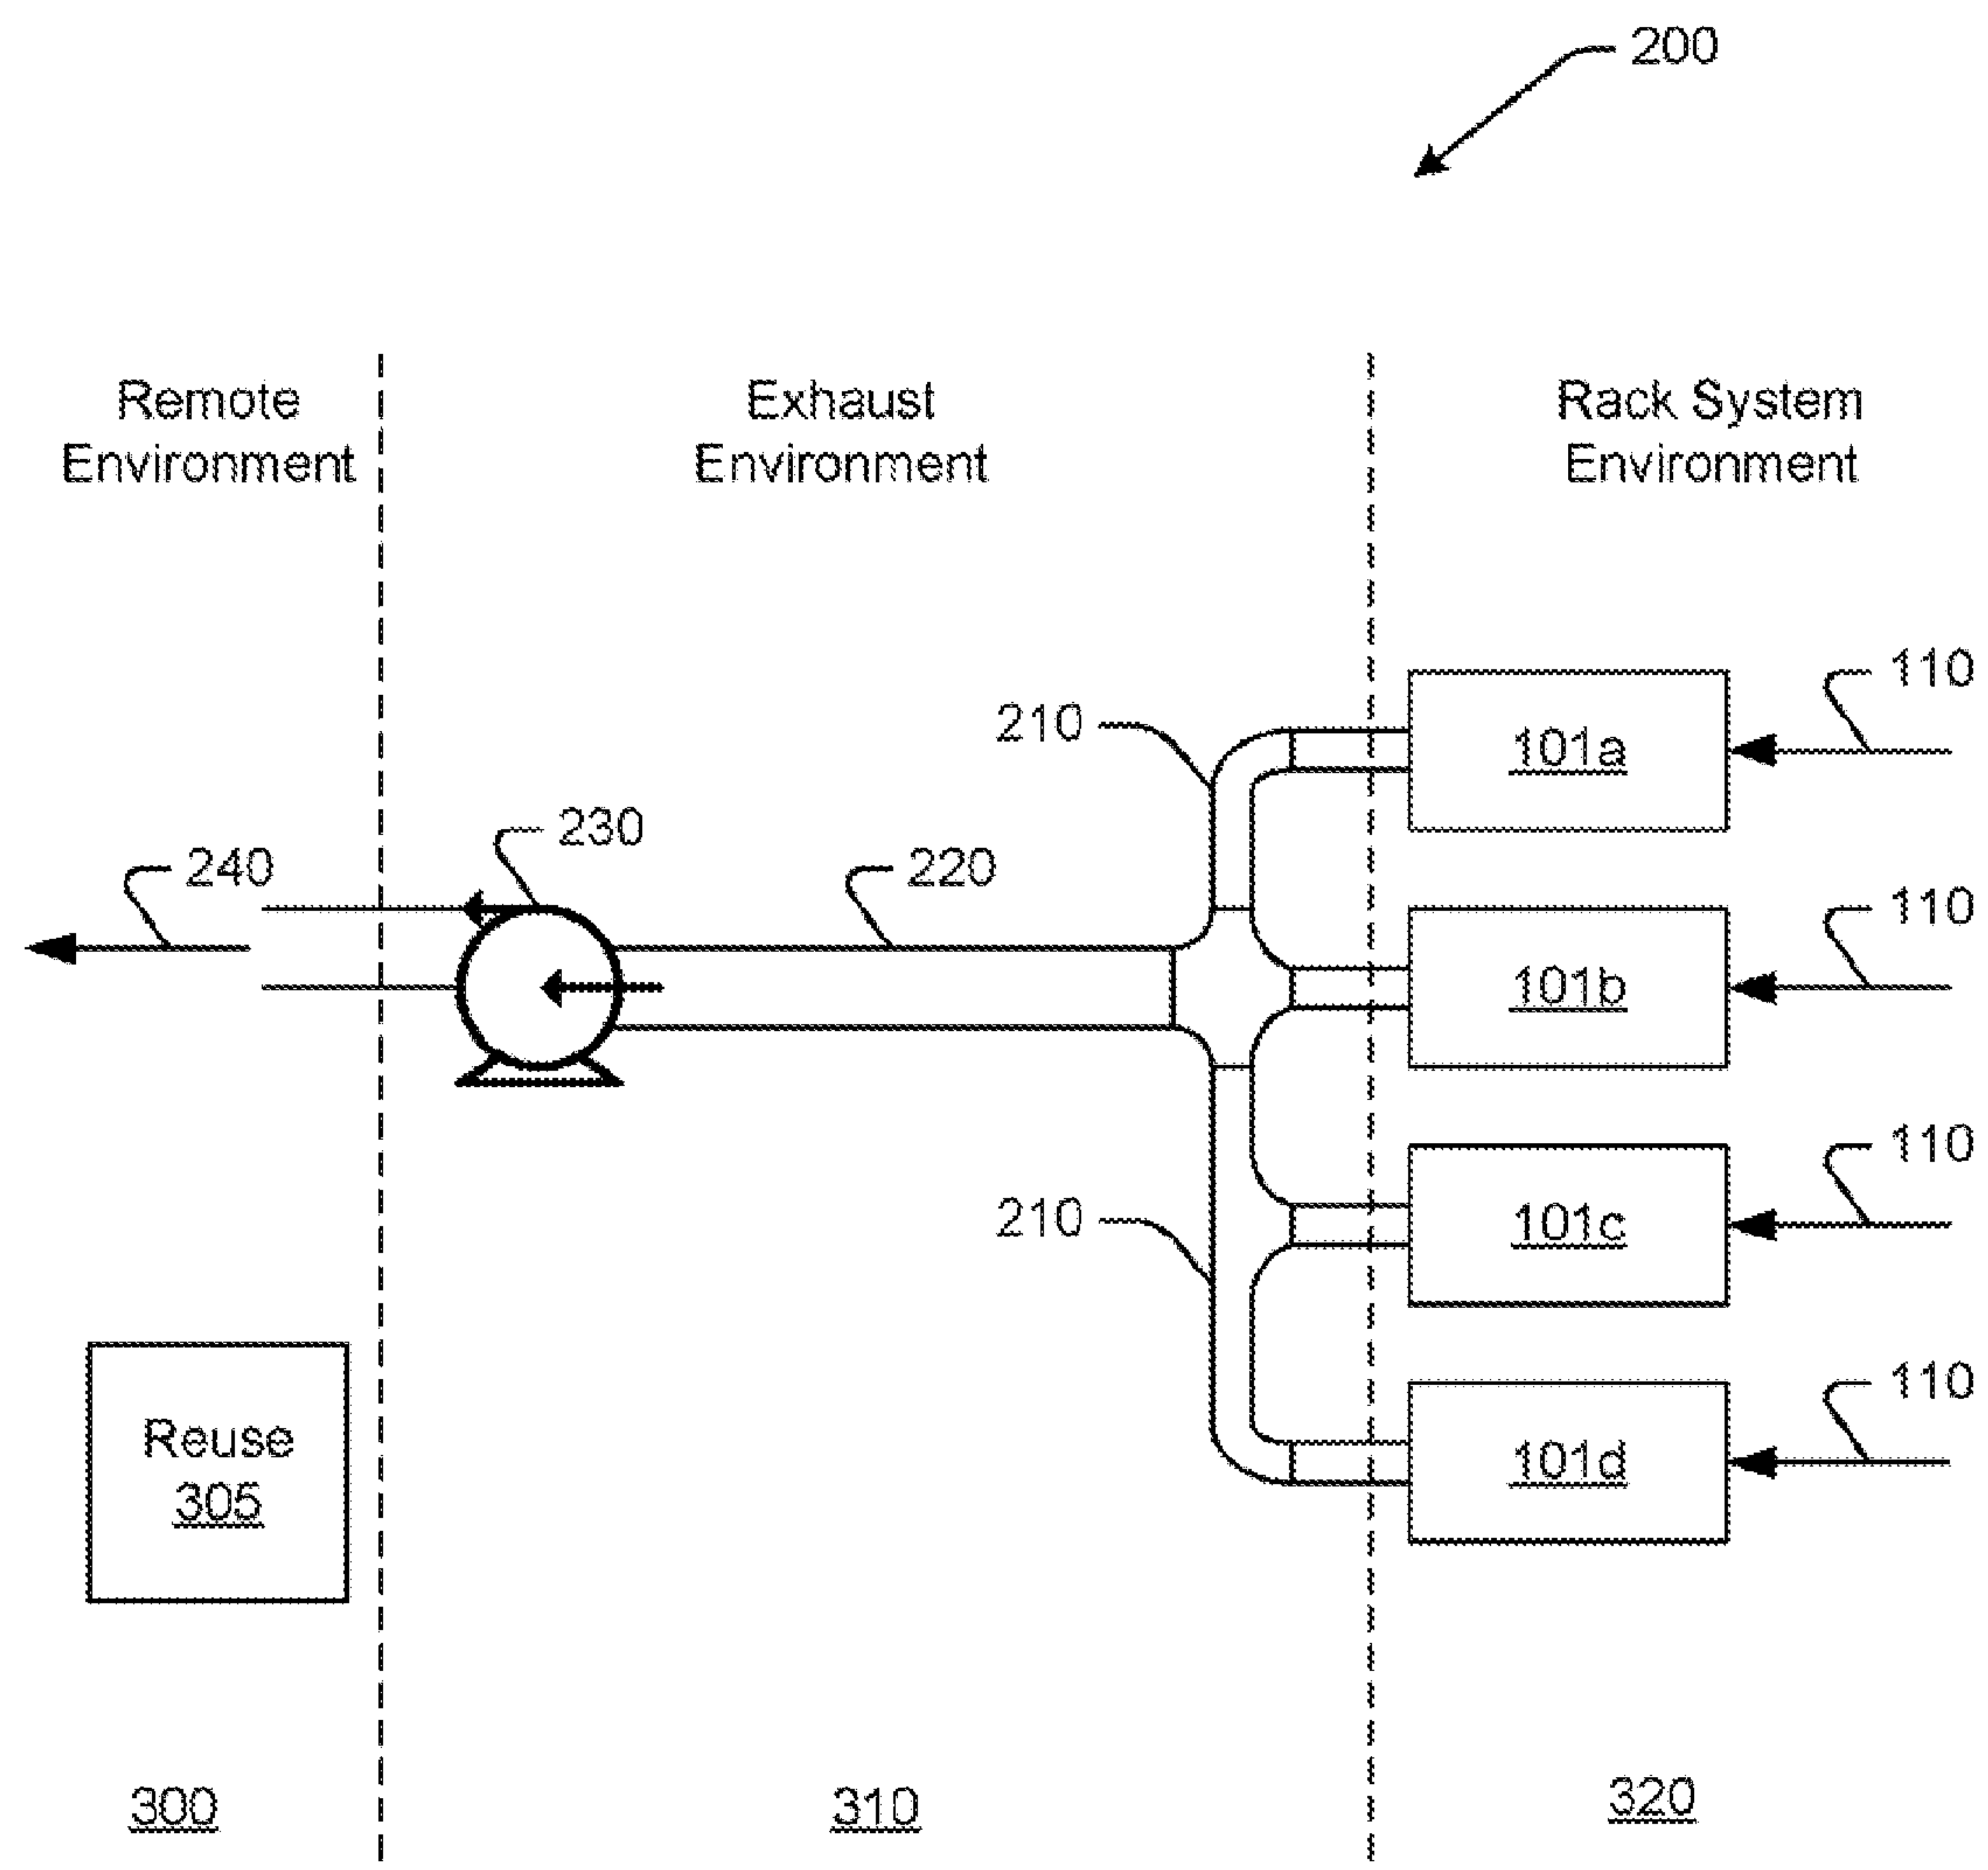 200
Remote
Environment
Exhaust
Environment
Rack System
Environment
110
210
101a
230
240
220
110
101b
110
210
101c
110
Reuse
305
101d
300
310
320